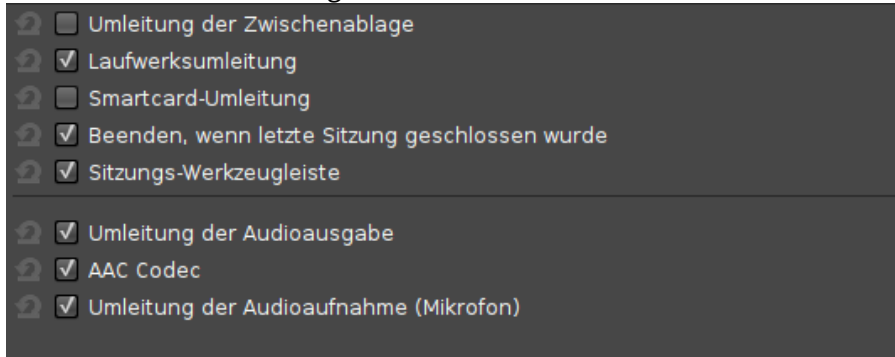 Umleitung der Zwischenablage
Laufwerksumleitung
Smartcard-Umleitung
Beenden, wenn letzte Sitzung geschlossen wurde
Sitzungs-Werkzeugleiste
Umleitung der Audioausgabe
AAC Codec
Umleitung der Audioaufnahme (Mikrofon)